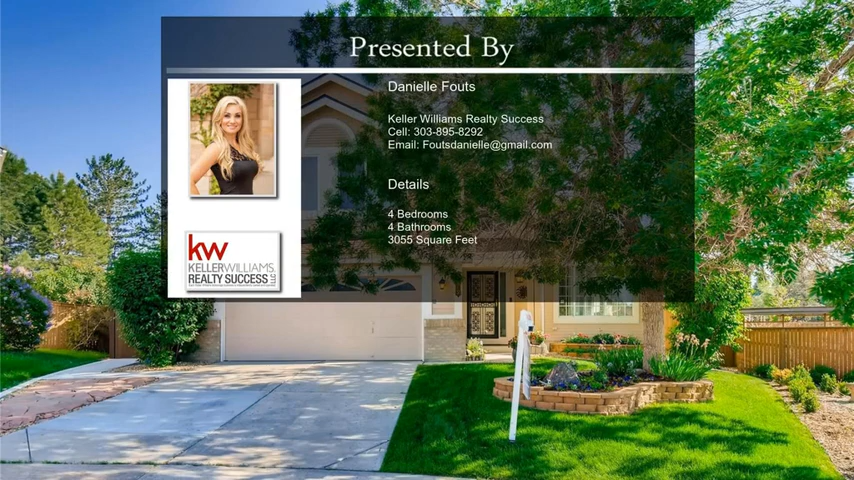 Presented By
Danielle Fouts
Keller Williams Realty Success
Cell: 303-895-8292
Email: Foutsdanielle@gmail.com
Details
4 Bedrooms
4 Bathrooms
3055 Square Feet
kw
KELLERWILLIAMS.
REALTY SUCCESS LLC